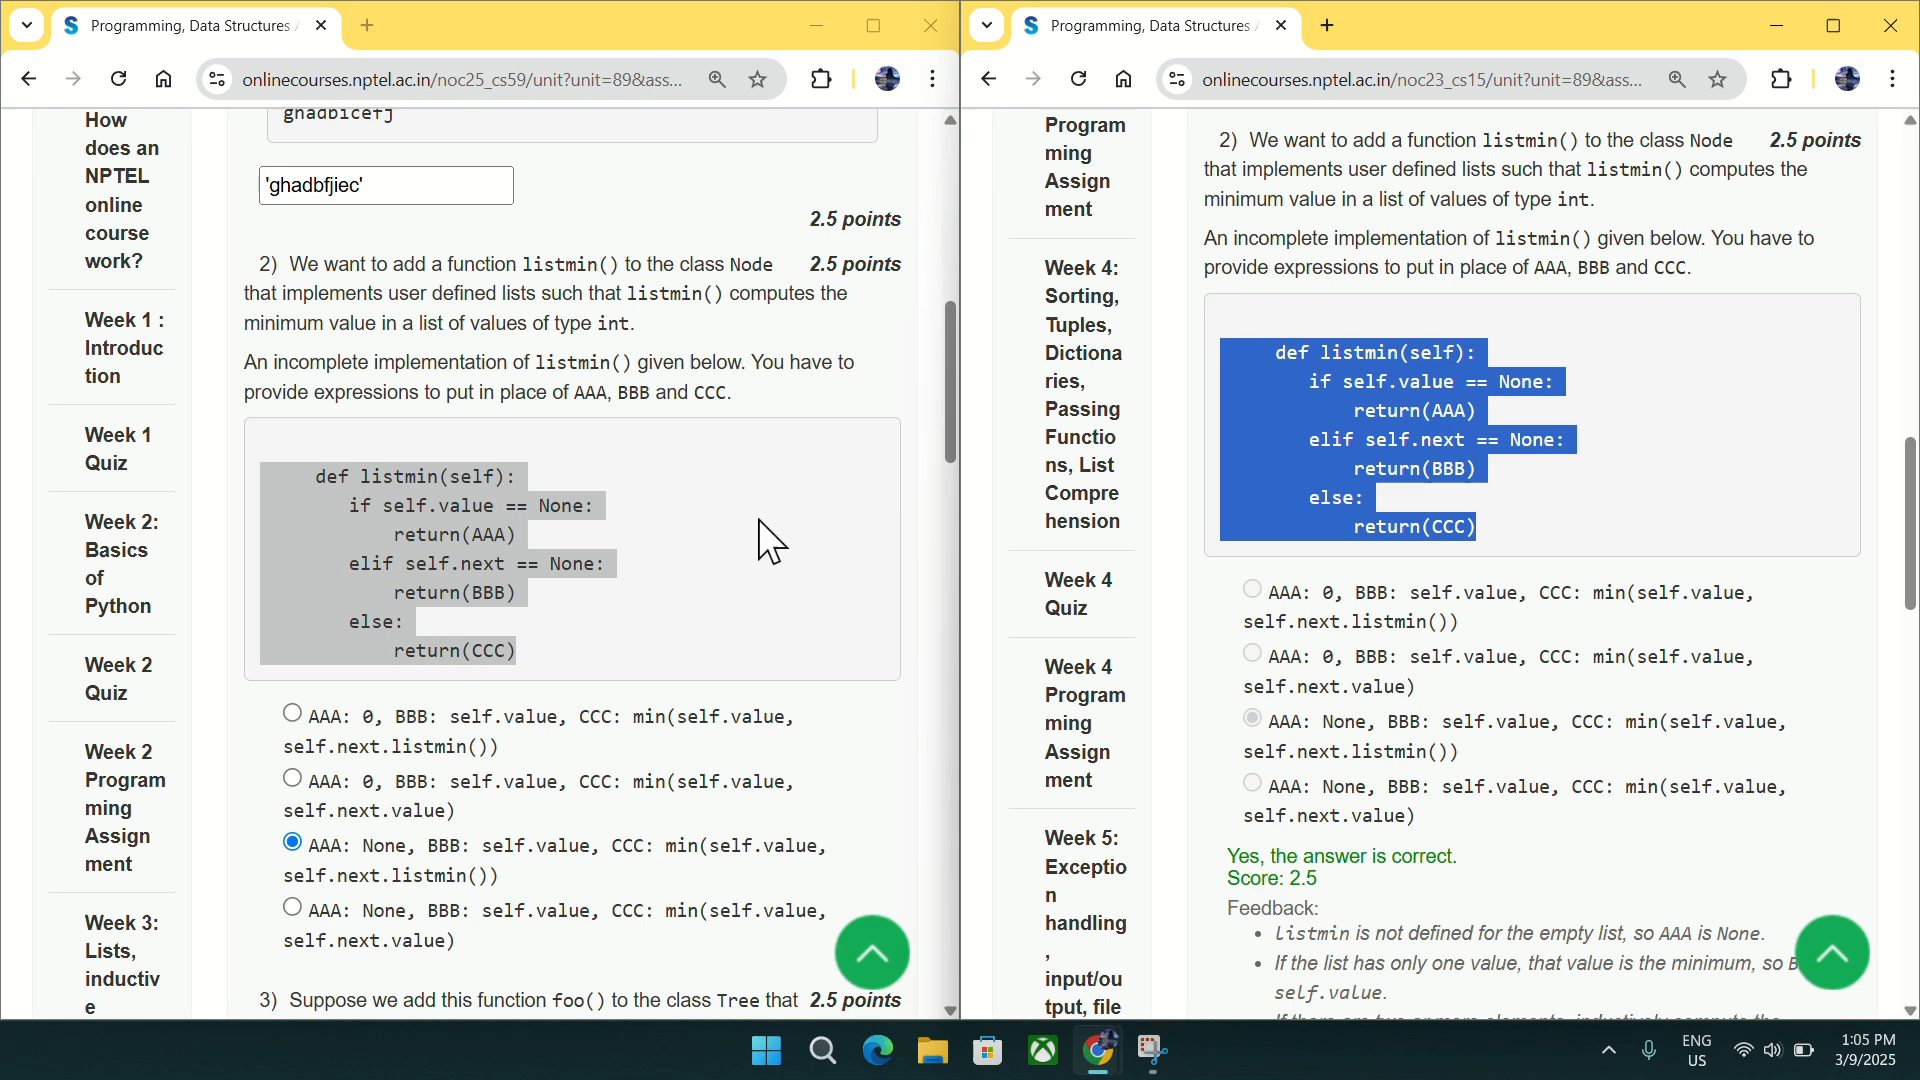 Programming, Data Structures A
onlinecourses.nptel.ac.in/noc25_cs59/unit?unit=89&ass...
How
does an
NPTEL
online
course
work?
Week 1 :
Introduc
tion
Week 1
Quiz
Week 2:
Basics
of
Python
Week 2
Quiz
Week 2
Program
ming
Assign
ment
Week 3:
Lists,
inductiv
e
ghadbicefj
'ghadbfjiec'
2.5 points
2) We want to add a function listmin() to the class Node 2.5 points
that implements user defined lists such that listmin() computes the
minimum value in a list of values of type int.
An incomplete implementation of listmin() given below. You have to
provide expressions to put in place of AAA, BBB and CCC.
def listmin(self):
if self.value == None:
return(AAA)
elif self.next == None:
return(BBB)
else:
return(CCC)
AAA: 0, BBB: self.value, CCC: min(self.value,
self.next.listmin())
AAA: 0, BBB: self.value, CCC: min(self.value,
self.next.value)
AAA: None, BBB: self.value, CCC: min(self.value,
self.next.listmin())
AAA: None, BBB: self.value, CCC: min(self.value,
self.next.value)
3) Suppose we add this function foo() to the class Tree that 2.5 points
Programming, Data Structures A
onlinecourses.nptel.ac.in/noc23_cs15/unit?unit=89&ass...
Program
ming
Assign
ment
Week 4:
Sorting,
Tuples,
Dictiona
ries,
Passing
Functio
ns, List
Compre
hension
Week 4
Quiz
Week 4
Program
ming
Assign
ment
Week 5:
Exceptio
n
handling
,
input/ou
tput, file
2) We want to add a function listmin() to the class Node 2.5 points
that implements user defined lists such that listmin() computes the
minimum value in a list of values of type int.
An incomplete implementation of listmin() given below. You have to
provide expressions to put in place of AAA, BBB and CCC.
def listmin(self):
if self.value == None:
return(AAA)
elif self.next == None:
return(BBB)
else:
return(CCC)
AAA: 0, BBB: self.value, CCC: min(self.value,
self.next.listmin())
AAA: 0, BBB: self.value, CCC: min(self.value,
self.next.value)
AAA: None, BBB: self.value, CCC: min(self.value,
self.next.listmin())
AAA: None, BBB: self.value, CCC: min(self.value,
self.next.value)
Yes, the answer is correct.
Score: 2.5
Feedback:
• listmin is not defined for the empty list, so AAA is None.
• If the list has only one value, that value is the minimum, so B
self.value.
ENG
US
1:05 PM
3/9/2025